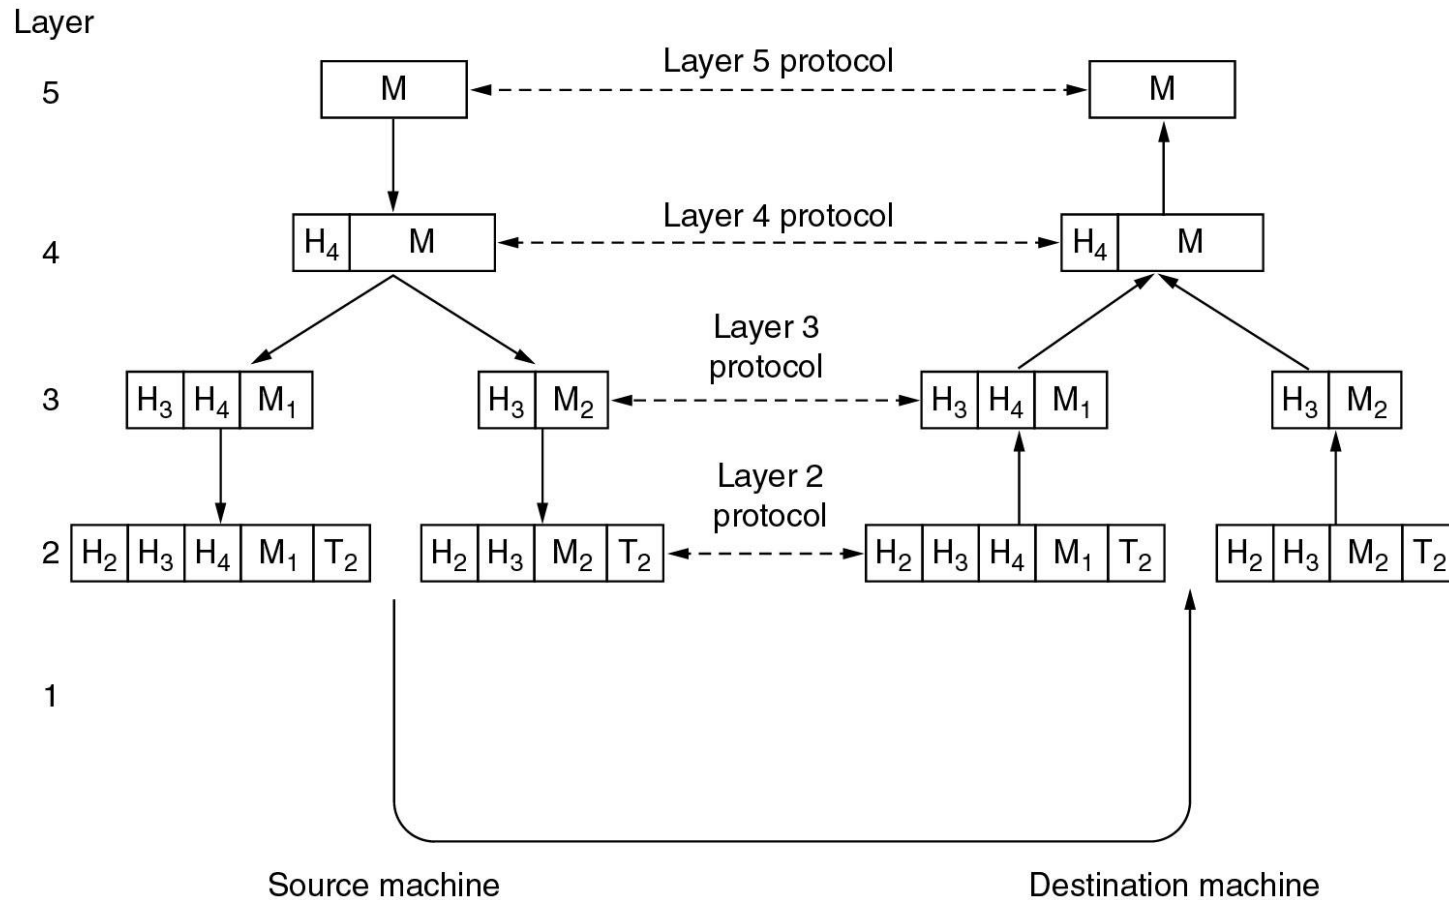 Layer
5
M
Layer 5 protocol
M
4
H₄ M
Layer 4 protocol
H₄ M
3
H₃ H₄ M₁
H₃ M₂
Layer 3
protocol
H₃ H₄ M₁
H₃ M₂
2
H₂ H₃ H₄ M₁ T₂
H₂ H₃ M₂ T₂
Layer 2
protocol
H₂ H₃ H₄ M₁ T₂
H₂ H₃ M₂ T₂
1
Source machine
Destination machine